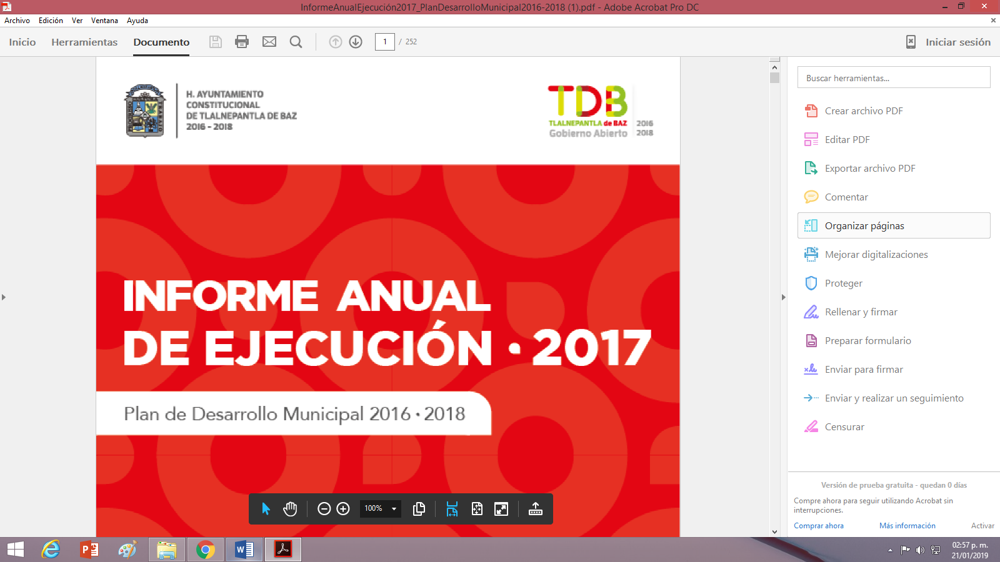 InformeAnualEjecución2017_PlanDesarrolloMunicipal2016-2018 (1).pdf - Adobe Acrobat Pro DC
Archivo Edición Ver Ventana Ayuda
Inicio Herramientas Documento 1 / 252 Iniciar sesión
H. AYUNTAMIENTO
CONSTITUCIONAL
DE TLALNEPANTLA DE BAZ
2016 - 2018
TDB
TLALNEPANTLA de BAZ 2016
Gobierno Abierto 2018
INFORME ANUAL
DE EJECUCIÓN • 2017
Plan de Desarrollo Municipal 2016 • 2018
100%
Buscar herramientas...
Crear archivo PDF
Editar PDF
Exportar archivo PDF
Comentar
Organizar páginas
Mejorar digitalizaciones
Proteger
Rellenar y firmar
Preparar formulario
Enviar para firmar
Enviar y realizar un seguimiento
Censurar
Versión de prueba gratuita - quedan 0 días
Compre ahora para seguir utilizando Acrobat sin
interrupciones.
Comprar ahora Más información Activar
02:57 p. m.
21/01/2019